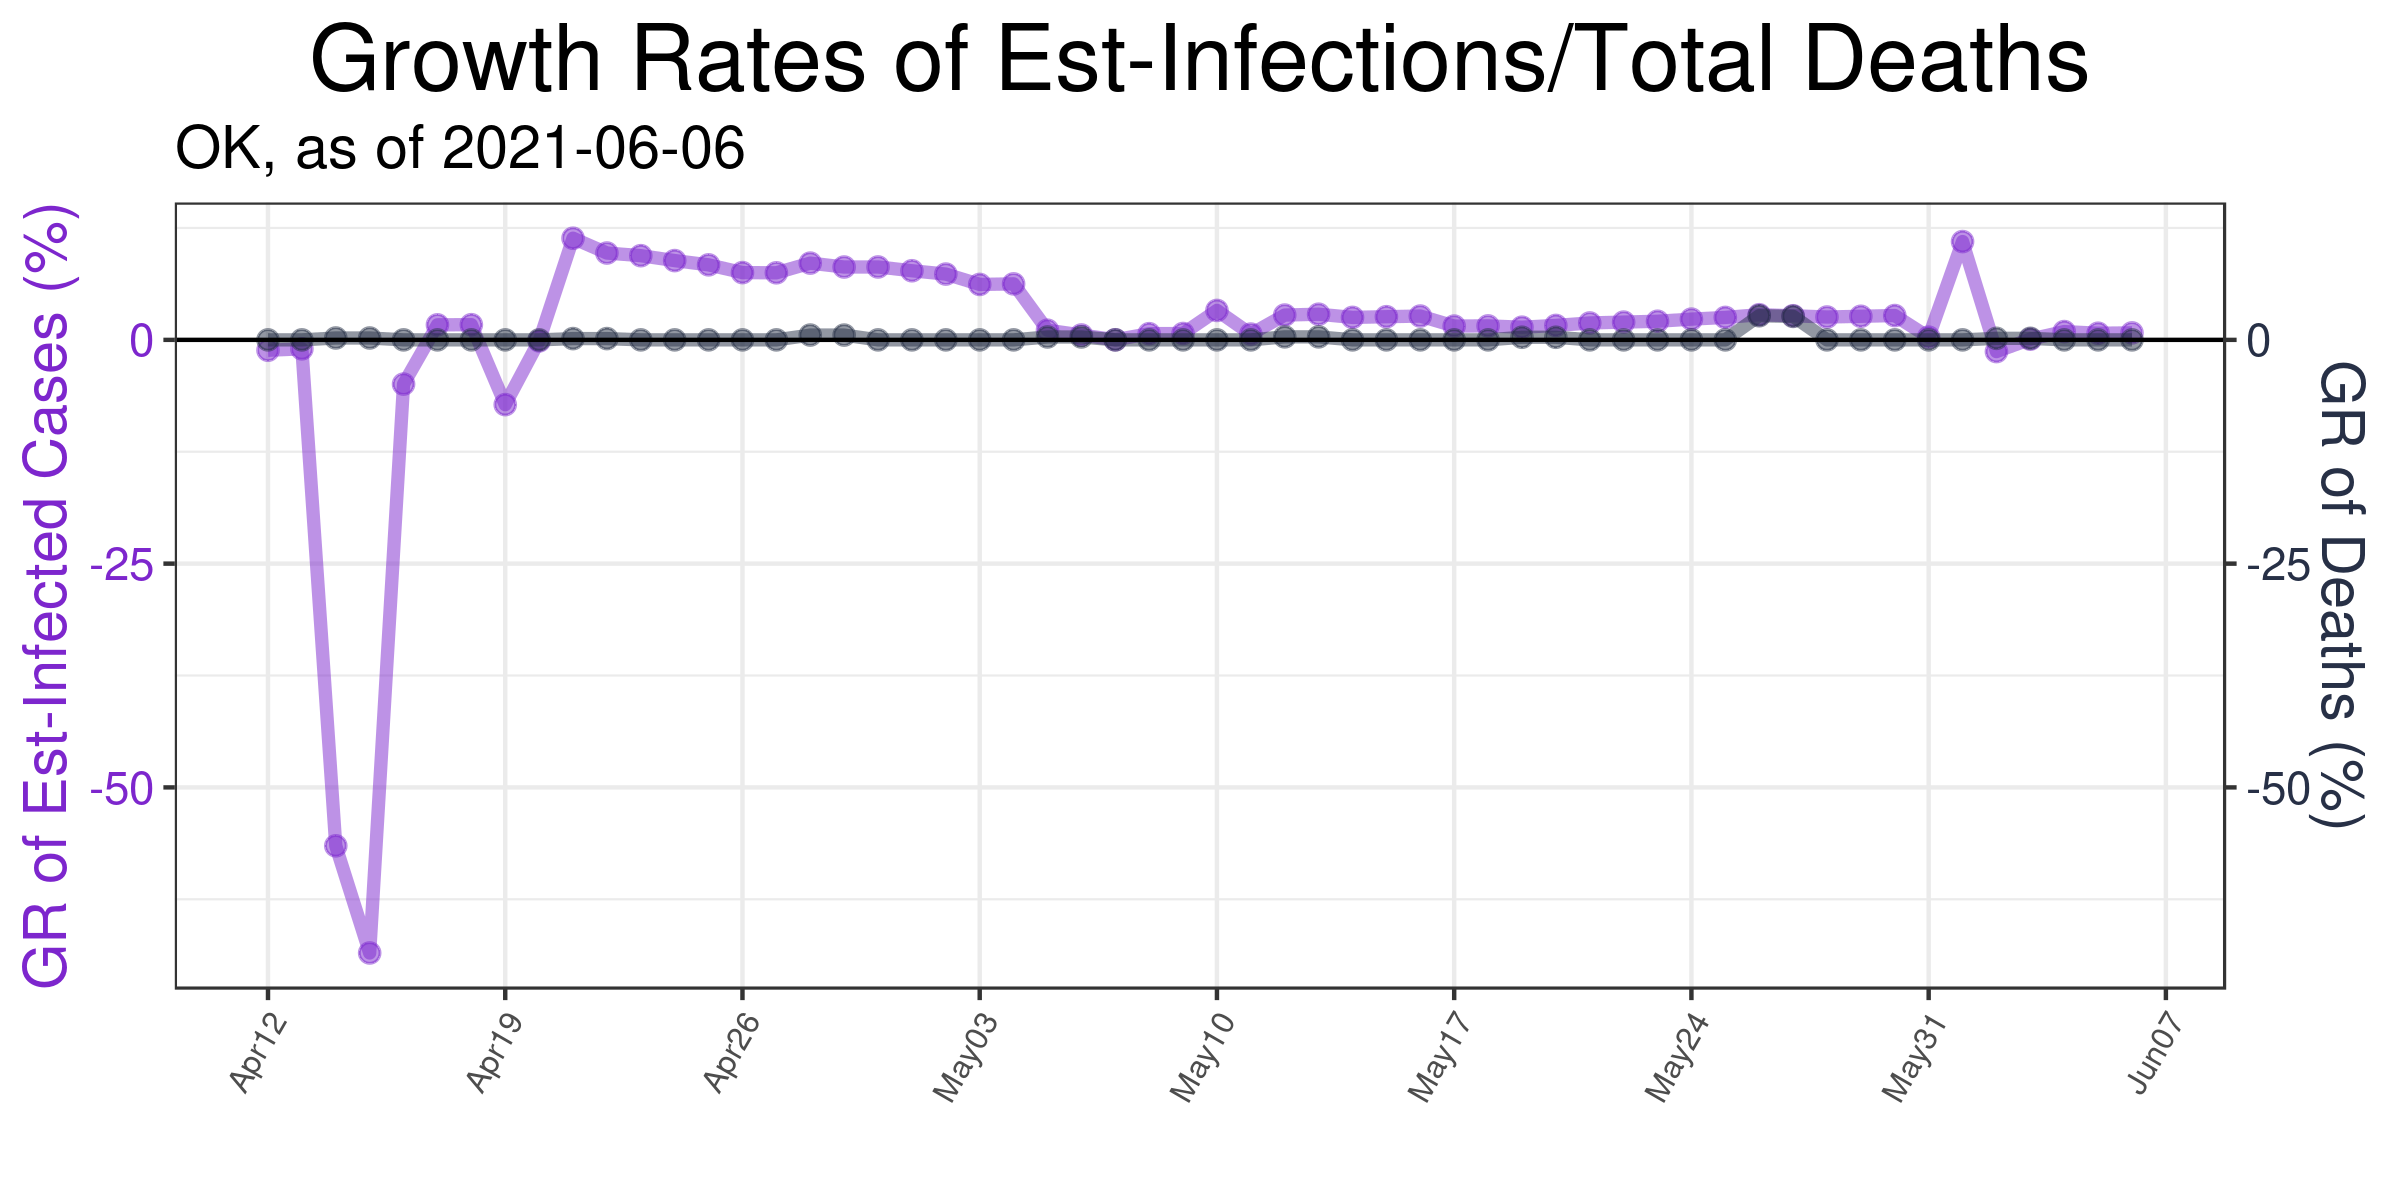 Growth Rates of Est-Infections/Total Deaths
OK, as of 2021-06-06
GR of Est-Infected Cases (%)
0
-25
-50
0
-25
-50
GR of Deaths (%)
Apr12
Apr19
Apr26
May03
May10
May17
May24
May31
Jun07